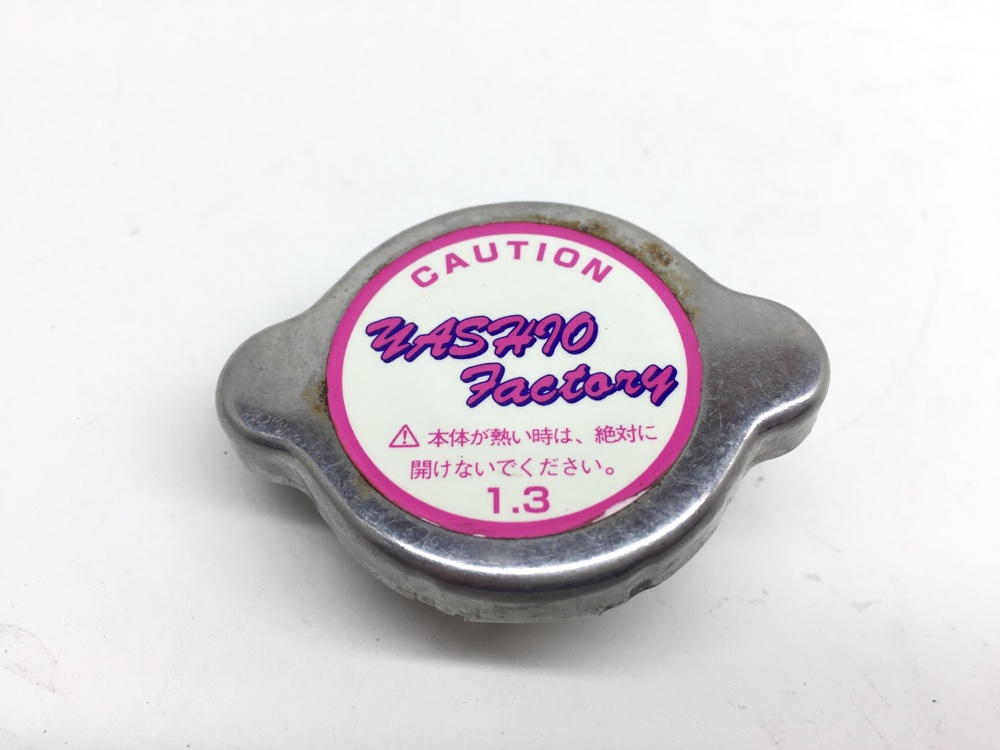 CAUTION
YASHIO
Factory
⚠ 本体が熱い時は、絶対に
開けないでください。
1.3